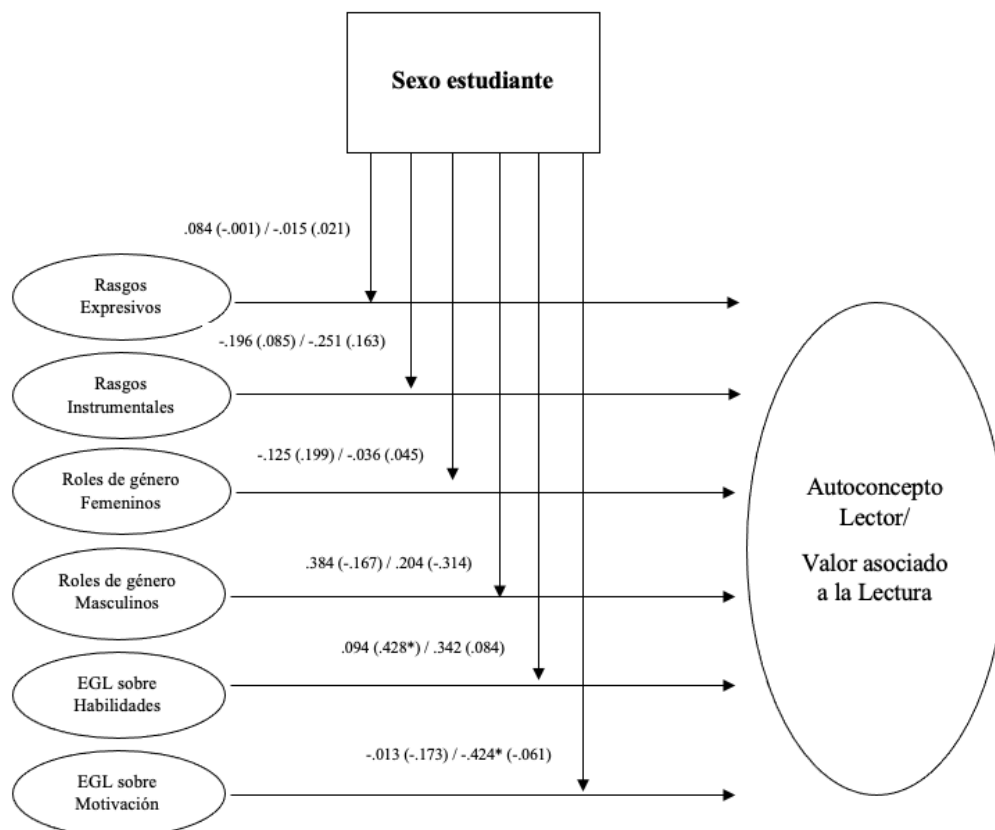 Sexo estudiante
.084 (-.001) / -.015 (.021)
Rasgos
Expresivos
-.196 (.085) / -.251 (.163)
Rasgos
Instrumentales
-.125 (.199) / -.036 (.045)
Roles de género
Femeninos
.384 (-.167) / .204 (-.314)
Roles de género
Masculinos
.094 (.428*) / .342 (.084)
EGL sobre
Habilidades
-.013 (-.173) / -.424* (-.061)
EGL sobre
Motivación
Autoconcepto
Lector/
Valor asociado
a la Lectura